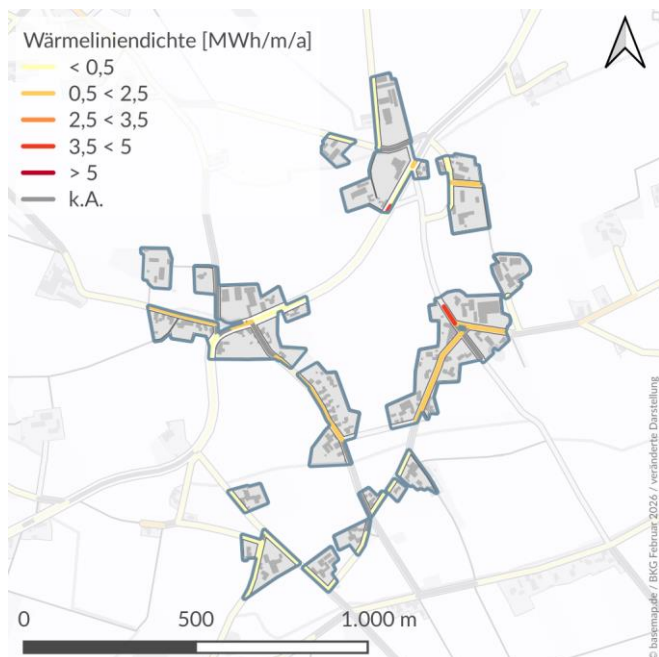 Wärmeliniendichte [MWh/m/a]
< 0,5
0,5 < 2,5
2,5 < 3,5
3,5 < 5
> 5
k.A.
0 500 1.000 m
© basemap.de / BKG Februar 2026 / veränderte Darstellung